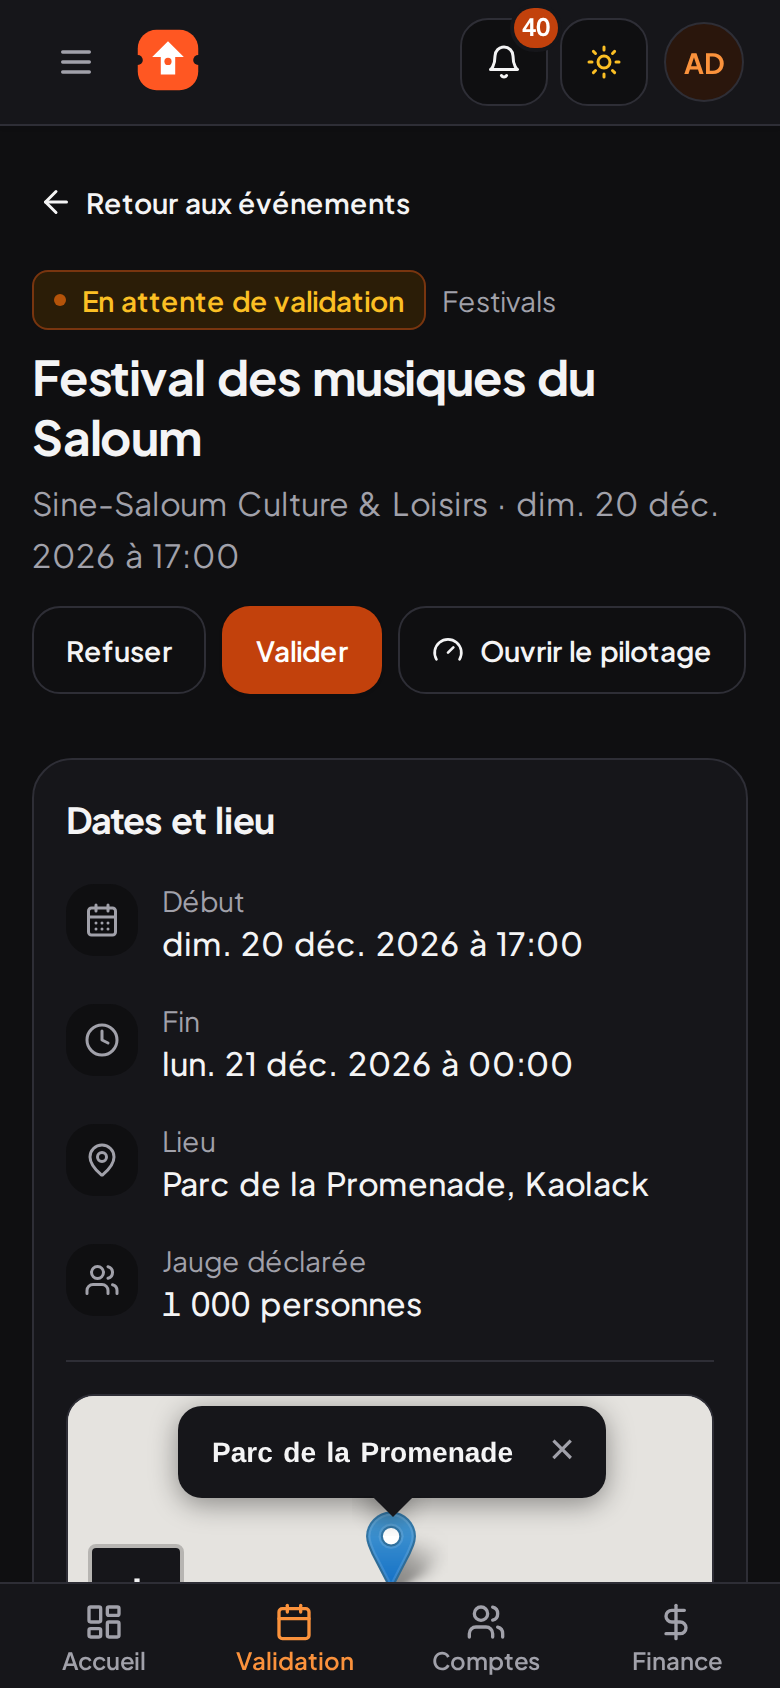 40
AD
Retour aux événements
En attente de validation
Festivals
Festival des musiques du
Saloum
Sine-Saloum Culture & Loisirs · dim. 20 déc.
2026 à 17:00
Refuser
Valider
Ouvrir le pilotage
Dates et lieu
Début
dim. 20 déc. 2026 à 17:00
Fin
lun. 21 déc. 2026 à 00:00
Lieu
Parc de la Promenade, Kaolack
Jauge déclarée
1 000 personnes
Parc de la Promenade
Accueil
Validation
Comptes
Finance